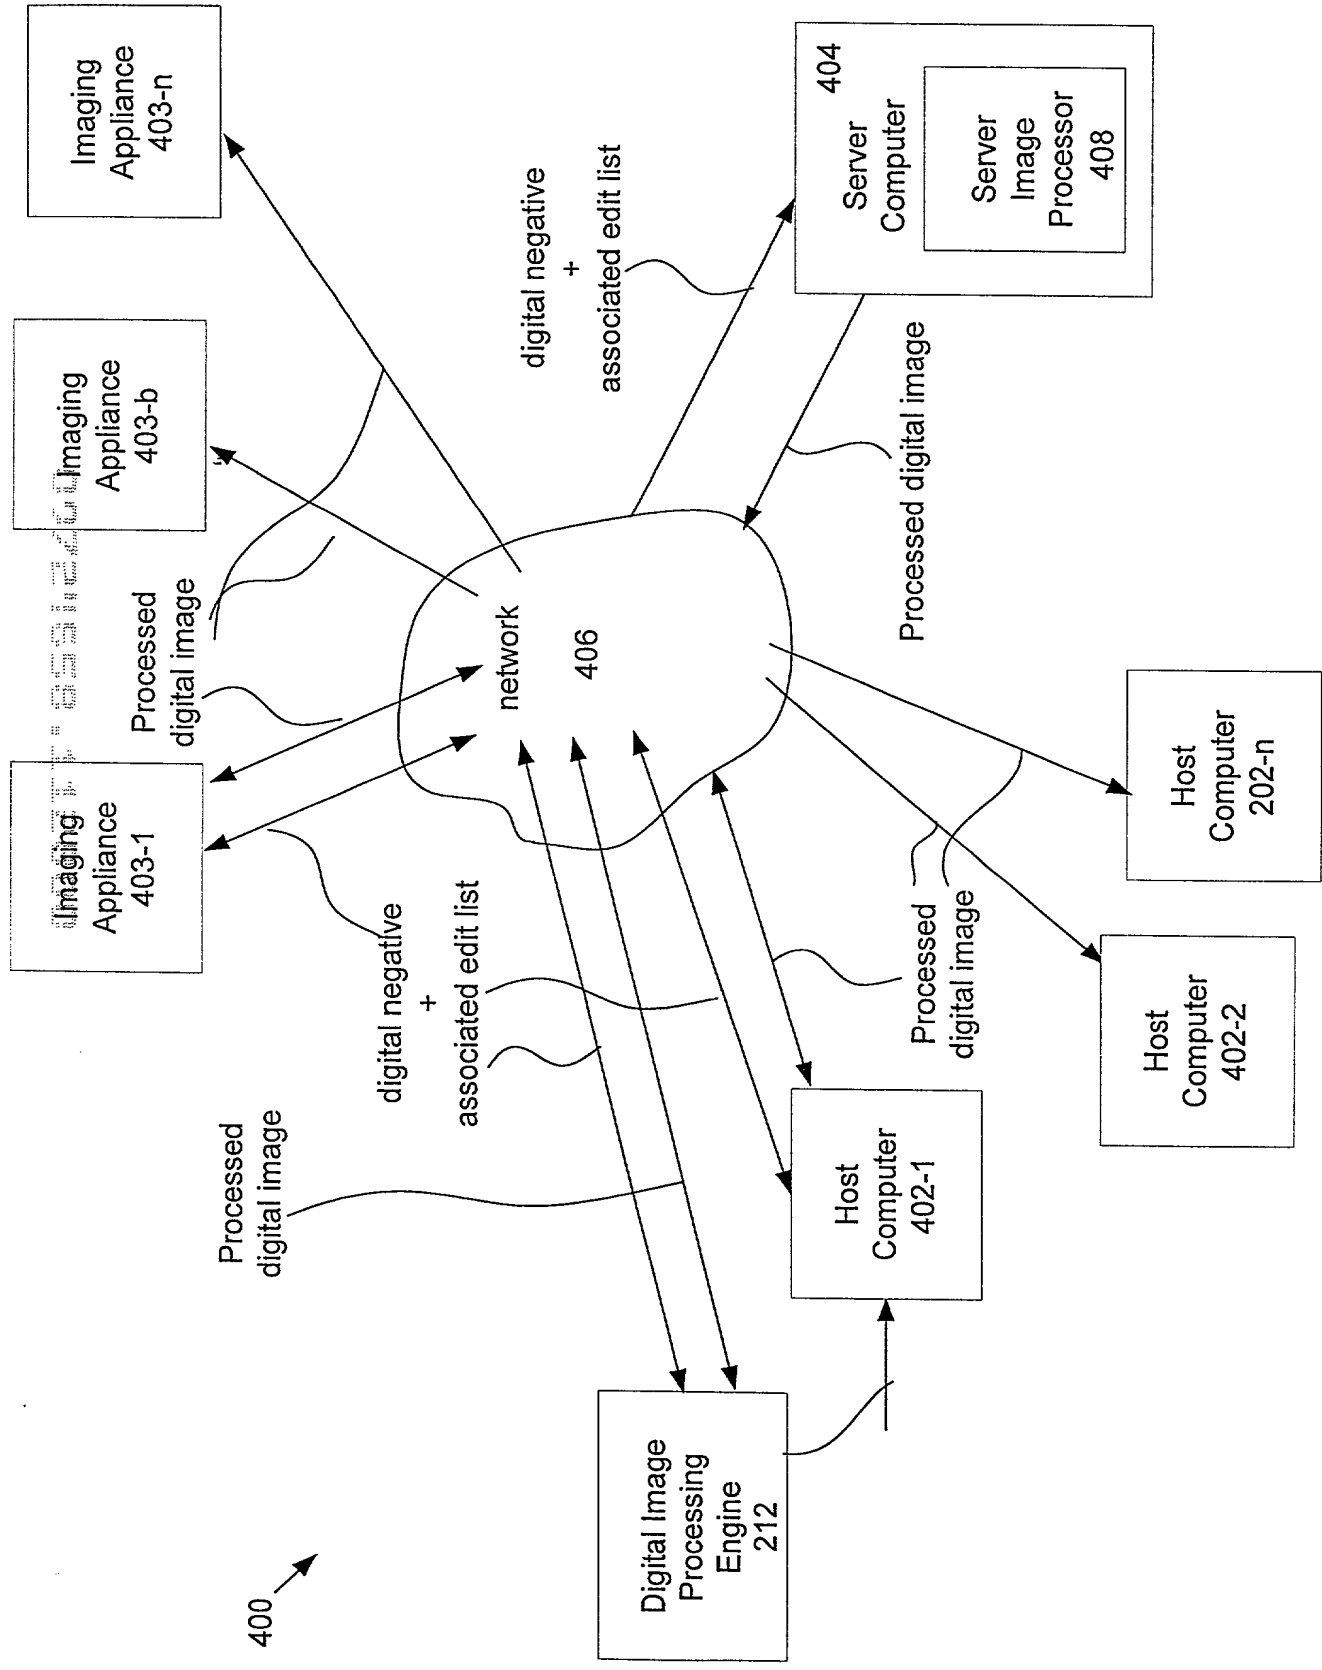 400
Digital Image
Processing
Engine
212
Processed
digital image
digital negative
+
associated edit list
Imaging
Appliance
403-1
Processed
digital image
Imaging
Appliance
403-b
Imaging
Appliance
403-n
network
406
digital negative
+
associated edit list
404
Server
Computer
Server
Image
Processor
408
Processed digital image
Host
Computer
402-1
Processed
digital image
Host
Computer
402-2
Host
Computer
202-n